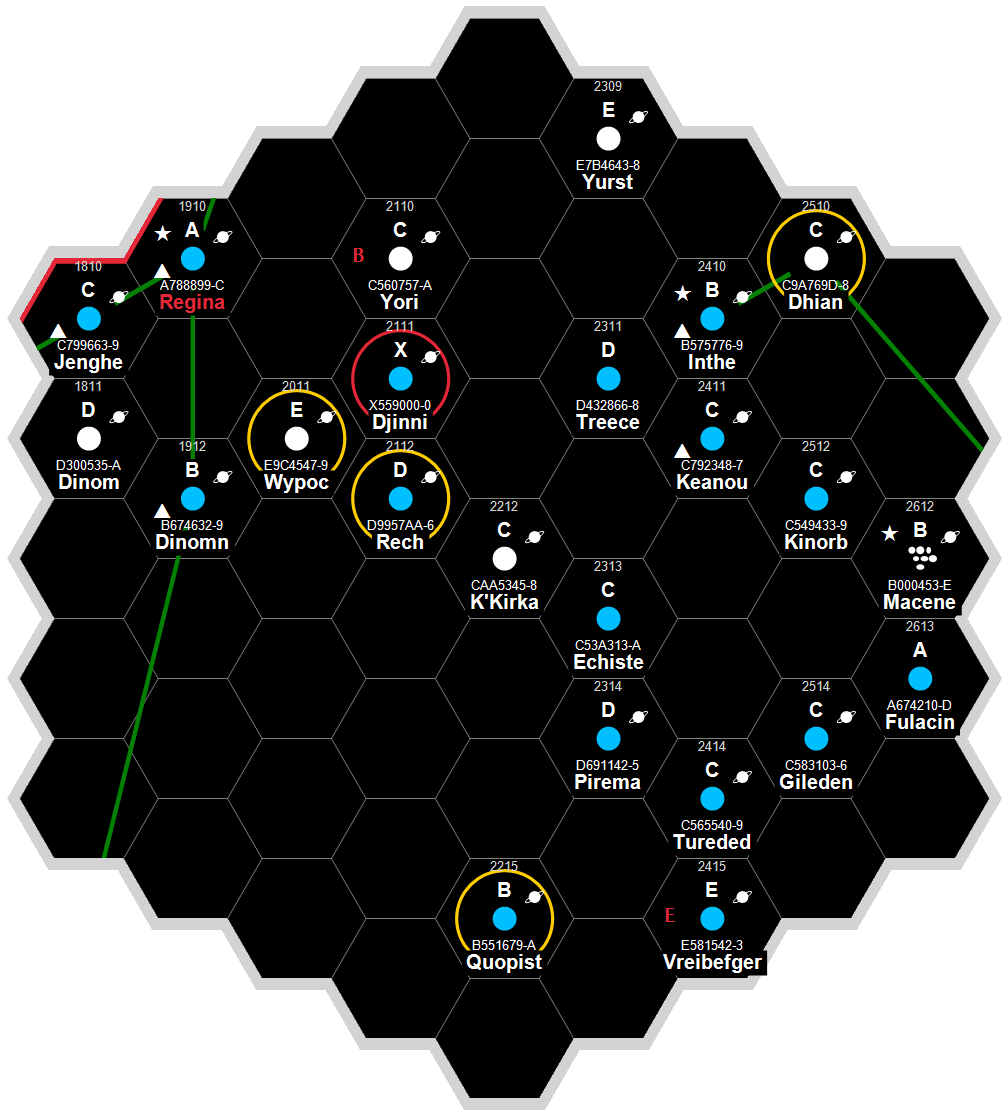 2309
E
E7B4643-8
Yurst
1910
A
A788899-C
Regina
2110
C
B
C560757-A
Yori
2510
C
C9A769D-8
Dhian
1810
C
C799663-9
Jenghe
2410
B
B575776-9
Inthe
2111
X
X559000-0
Djinni
2311
D
D432866-8
Treece
1811
D
D300535-A
Dinom
2011
E
E9C4547-9
Wypoc
2411
C
C792348-7
Keanou
1912
B
B674632-9
Dinomn
2112
D
D9957AA-6
Rech
2512
C
C549433-9
Kinorb
2212
C
CAA5345-8
K'Kirka
2612
B
B000453-E
Macene
2313
C
C53A313-A
Echiste
2613
A
A674210-D
Fulacin
2314
D
D691142-5
Pirema
2514
C
C583103-6
Gileden
2414
C
C565540-9
Tureded
2215
B
B551679-A
Quopist
2415
E
E
E581542-3
Vreibefger